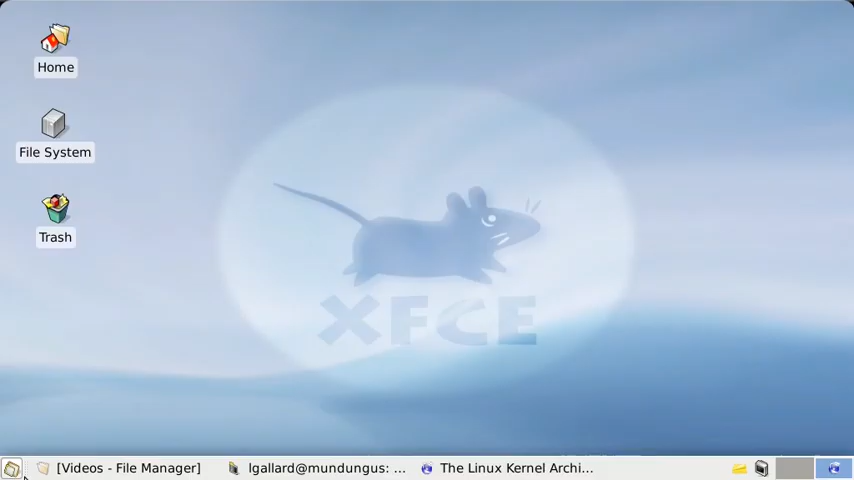 Home
File System
Trash
XFCE
[Videos - File Manager]
lgallard@mundungus: ...
The Linux Kernel Archi...